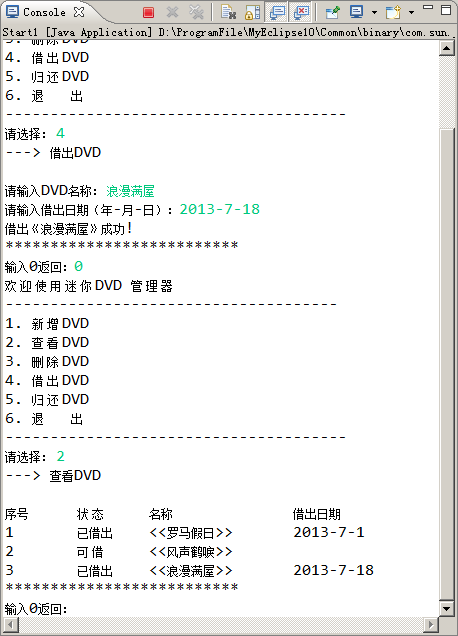 Console
Start1 [Java Application] D:\ProgramFile\MyEclipse10\Common\binary\com.sun.
3. 删除DVD
4. 借出DVD
5. 归还DVD
6. 退 出
--------------------------------------
请选择: 4
---> 借出DVD
请输入DVD名称: 浪漫满屋
请输入借出日期（年-月-日）: 2013-7-18
借出《浪漫满屋》成功!
**************************
输入0返回: 0
欢迎使用迷你DVD 管理器
-------------------------------------
1. 新增DVD
2. 查看DVD
3. 删除DVD
4. 借出DVD
5. 归还DVD
6. 退 出
--------------------------------------
请选择: 2
---> 查看DVD
序号 状态 名称 借出日期
1 已借出 <<罗马假日>> 2013-7-1
2 可借 <<风声鹤唳>>
3 已借出 <<浪漫满屋>> 2013-7-18
**************************
输入0返回: